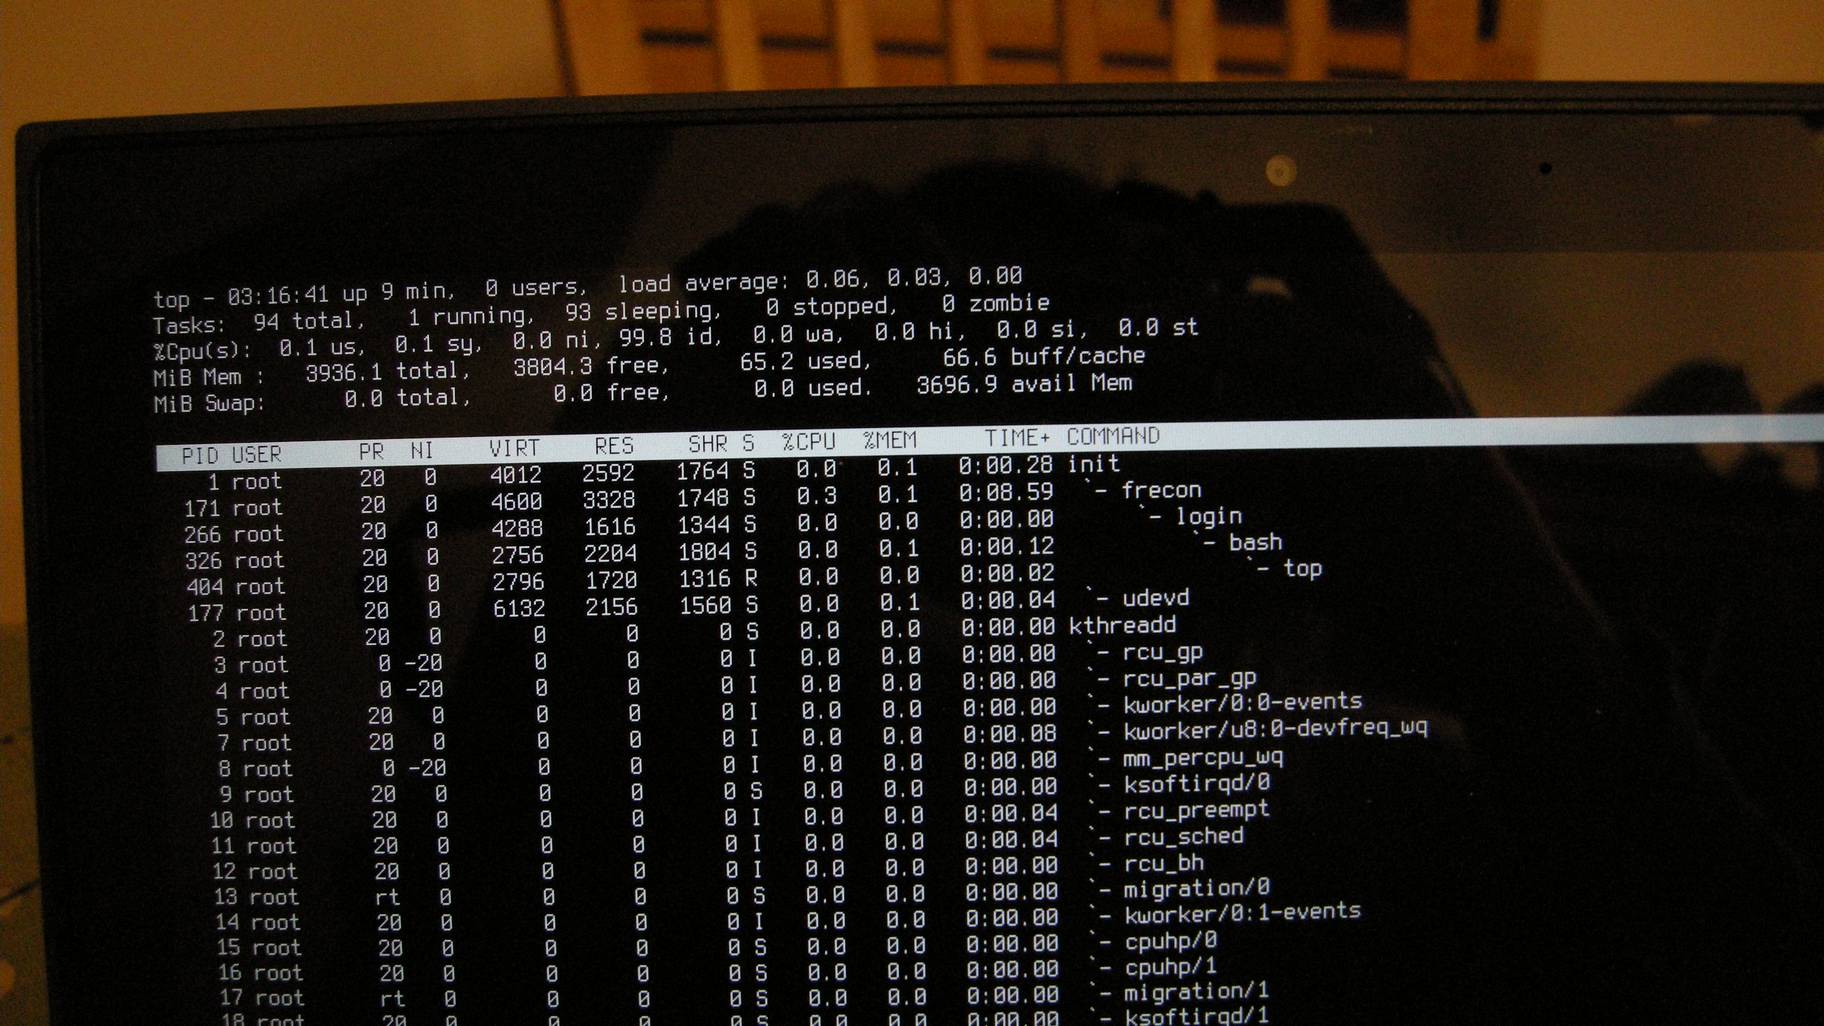 top - 03:16:41 up 9 min,  0 users,  load average: 0.06, 0.03, 0.00
Tasks:  94 total,   1 running,  93 sleeping,   0 stopped,   0 zombie
%Cpu(s):  0.1 us,  0.1 sy,  0.0 ni, 99.8 id,  0.0 wa,  0.0 hi,  0.0 si,  0.0 st
MiB Mem :   3936.1 total,   3804.3 free,     65.2 used,     66.6 buff/cache
MiB Swap:      0.0 total,      0.0 free,      0.0 used.   3696.9 avail Mem
PID USER      PR  NI    VIRT    RES    SHR S  %CPU  %MEM     TIME+ COMMAND
1 root      20   0    4012   2592   1764 S   0.0   0.1   0:00.28 init
171 root      20   0    4600   3328   1748 S   0.3   0.1   0:08.59  `- frecon
266 root      20   0    4288   1616   1344 S   0.0   0.0   0:00.00      `- login
326 root      20   0    2756   2204   1804 S   0.0   0.1   0:00.12          `- bash
404 root      20   0    2796   1720   1316 R   0.0   0.0   0:00.02              `- top
177 root      20   0    6132   2156   1560 S   0.0   0.1   0:00.04  `- udevd
2 root      20   0       0      0      0 S   0.0   0.0   0:00.00 kthreadd
3 root       0 -20       0      0      0 I   0.0   0.0   0:00.00  `- rcu_gp
4 root       0 -20       0      0      0 I   0.0   0.0   0:00.00  `- rcu_par_gp
5 root      20   0       0      0      0 I   0.0   0.0   0:00.00  `- kworker/0:0-events
7 root      20   0       0      0      0 I   0.0   0.0   0:00.08  `- kworker/u8:0-devfreq_wq
8 root       0 -20       0      0      0 I   0.0   0.0   0:00.00  `- mm_percpu_wq
9 root      20   0       0      0      0 S   0.0   0.0   0:00.00  `- ksoftirqd/0
10 root      20   0       0      0      0 I   0.0   0.0   0:00.04  `- rcu_preempt
11 root      20   0       0      0      0 I   0.0   0.0   0:00.04  `- rcu_sched
12 root      20   0       0      0      0 I   0.0   0.0   0:00.00  `- rcu_bh
13 root      rt   0       0      0      0 S   0.0   0.0   0:00.00  `- migration/0
14 root      20   0       0      0      0 I   0.0   0.0   0:00.00  `- kworker/0:1-events
15 root      20   0       0      0      0 S   0.0   0.0   0:00.00  `- cpuhp/0
16 root      20   0       0      0      0 S   0.0   0.0   0:00.00  `- cpuhp/1
17 root      rt   0       0      0      0 S   0.0   0.0   0:00.00  `- migration/1
18 root      20   0       0      0      0 S   0.0   0.0   0:00.00  `- ksoftirqd/1